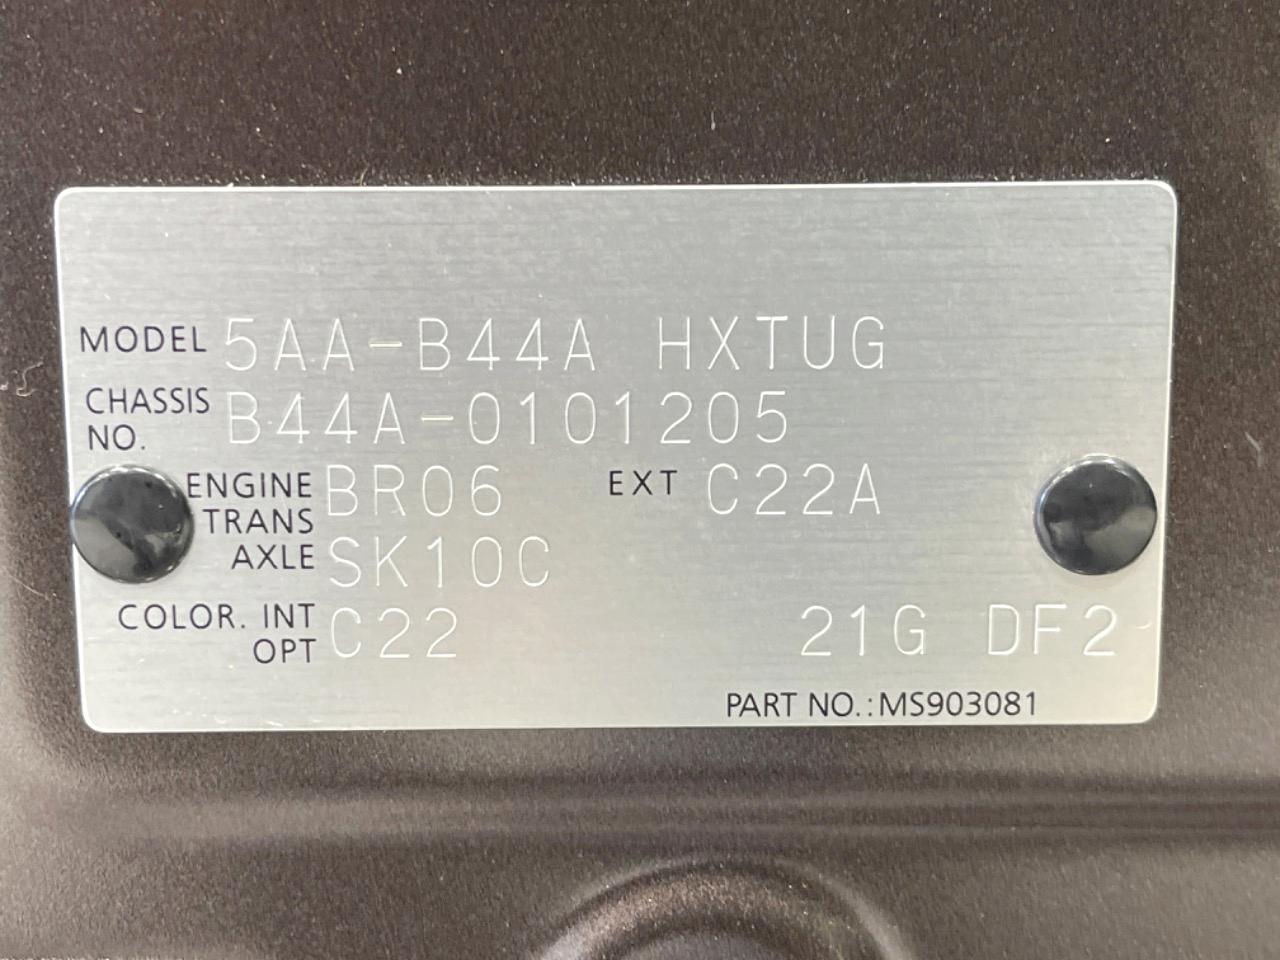 MODEL 5AA-B44A HXTUG
CHASSIS NO. B44A-0101205
ENGINE BR06 EXT C22A
TRANS AXLE SK10C
COLOR. INT OPT C22 21G DF2
PART NO.:MS903081